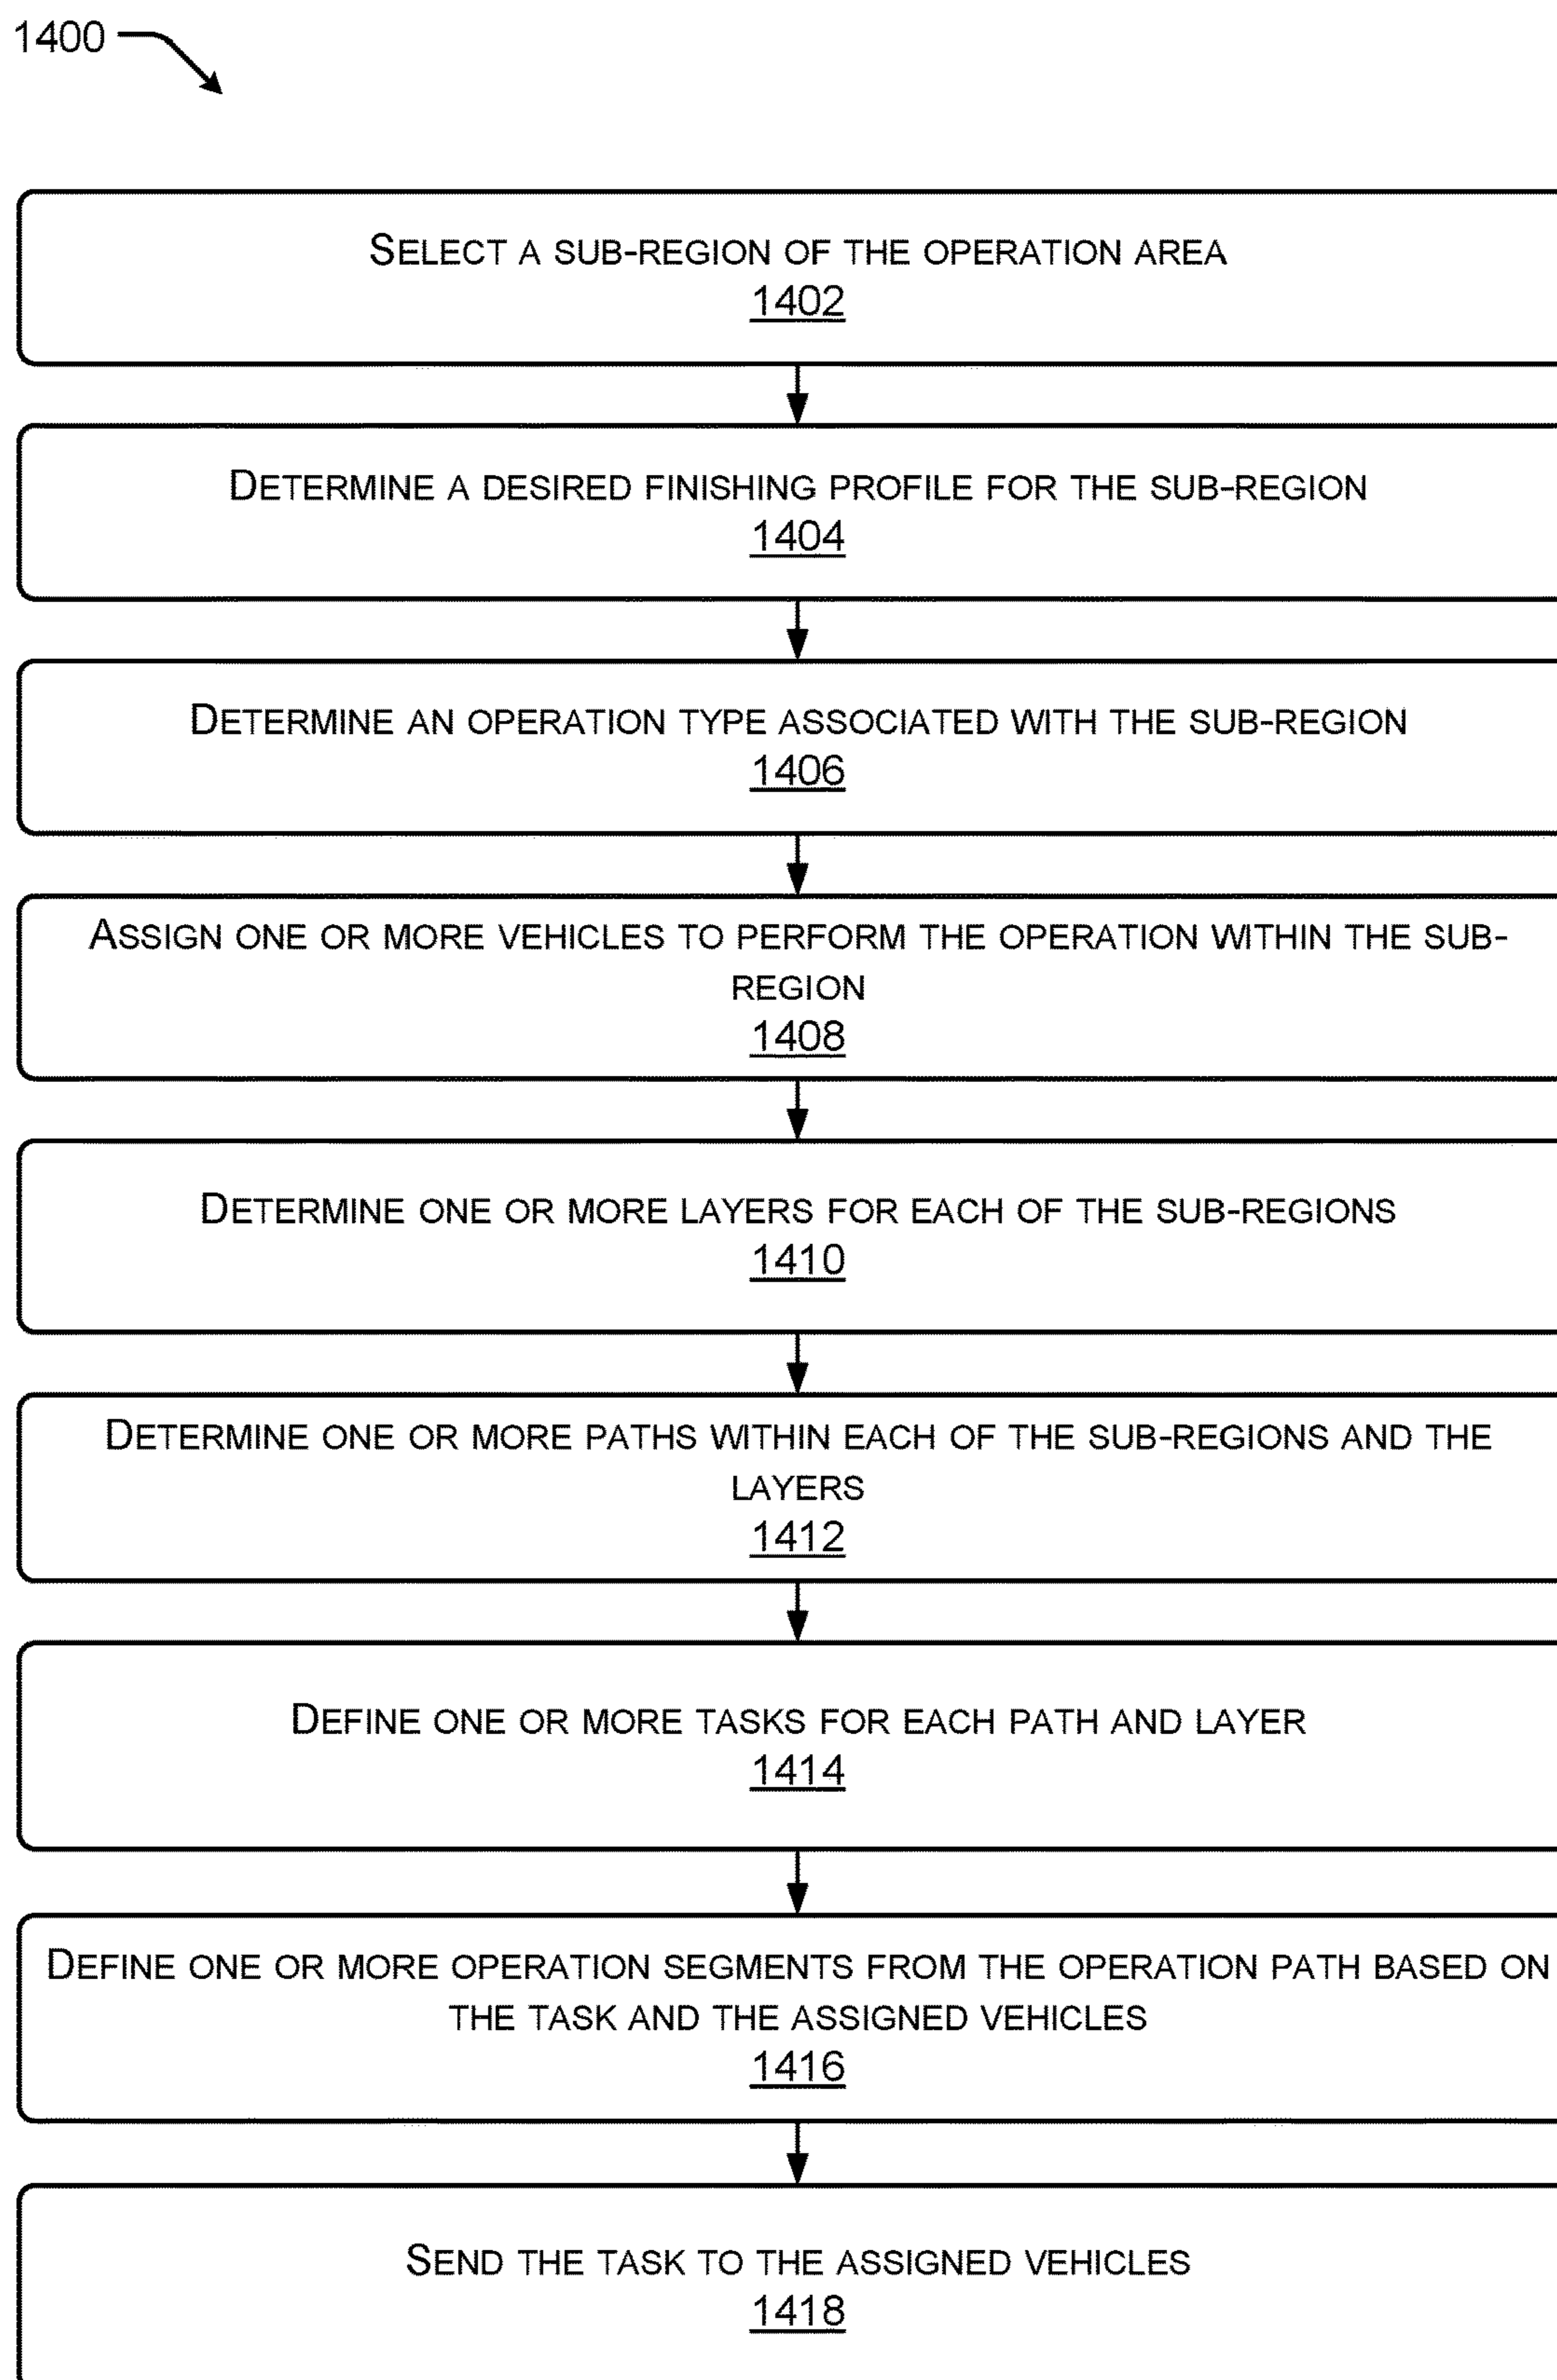 1400
SELECT A SUB-REGION OF THE OPERATION AREA
1402
DETERMINE A DESIRED FINISHING PROFILE FOR THE SUB-REGION
1404
DETERMINE AN OPERATION TYPE ASSOCIATED WITH THE SUB-REGION
1406
ASSIGN ONE OR MORE VEHICLES TO PERFORM THE OPERATION WITHIN THE SUB-
REGION
1408
DETERMINE ONE OR MORE LAYERS FOR EACH OF THE SUB-REGIONS
1410
DETERMINE ONE OR MORE PATHS WITHIN EACH OF THE SUB-REGIONS AND THE
LAYERS
1412
DEFINE ONE OR MORE TASKS FOR EACH PATH AND LAYER
1414
DEFINE ONE OR MORE OPERATION SEGMENTS FROM THE OPERATION PATH BASED ON
THE TASK AND THE ASSIGNED VEHICLES
1416
SEND THE TASK TO THE ASSIGNED VEHICLES
1418